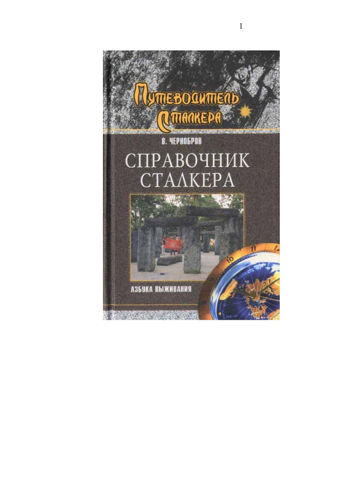 1
Путеводитель
Сталкера
В. ЧЕРНОБРОВ
СПРАВОЧНИК
СТАЛКЕРА
АЗБУКА ВЫЖИВАНИЯ